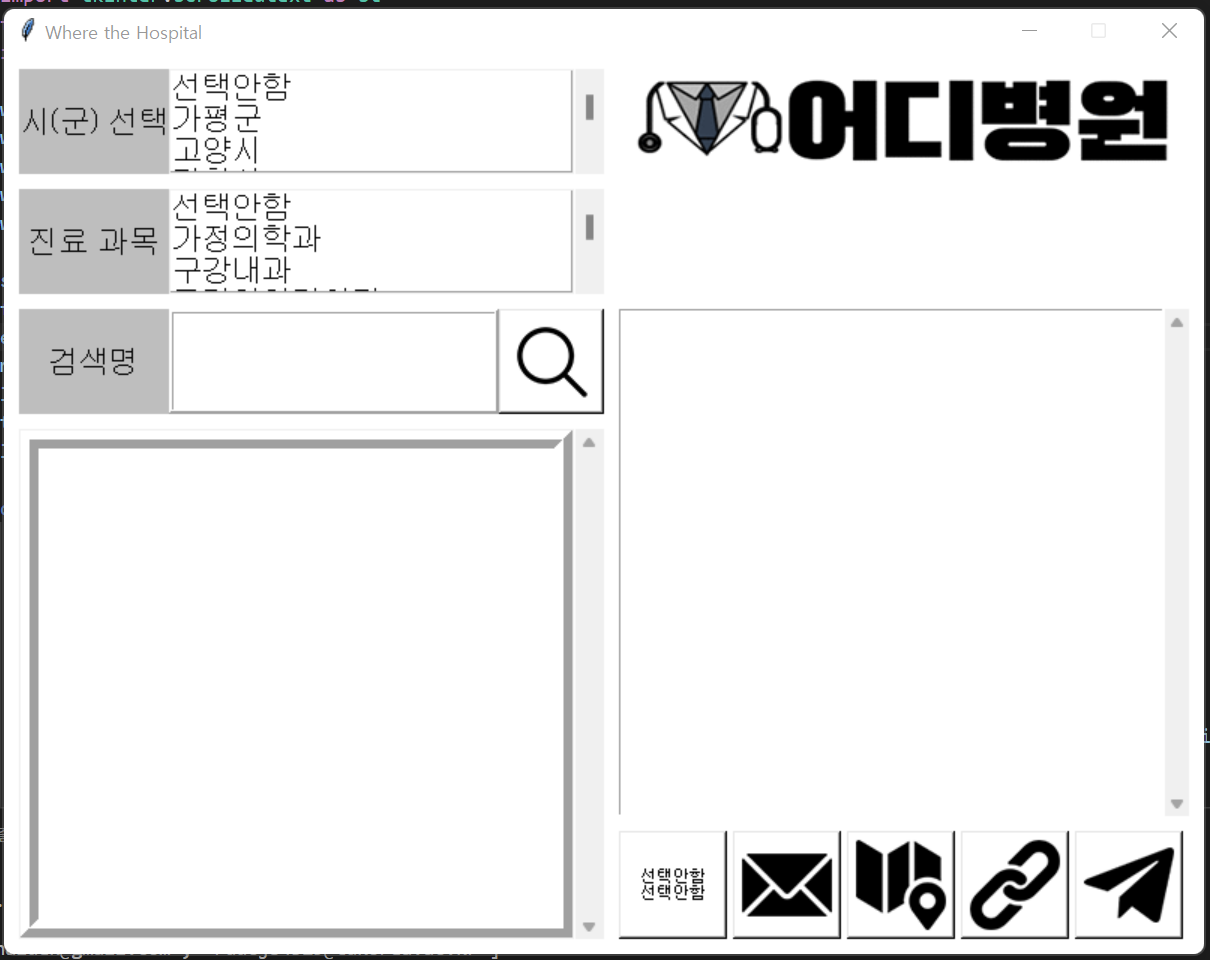 Where the Hospital
시(군) 선택
선택안함
가평군
고양시
어디병원
진료 과목
선택안함
가정의학과
구강내과
검색명
선택안함
선택안함